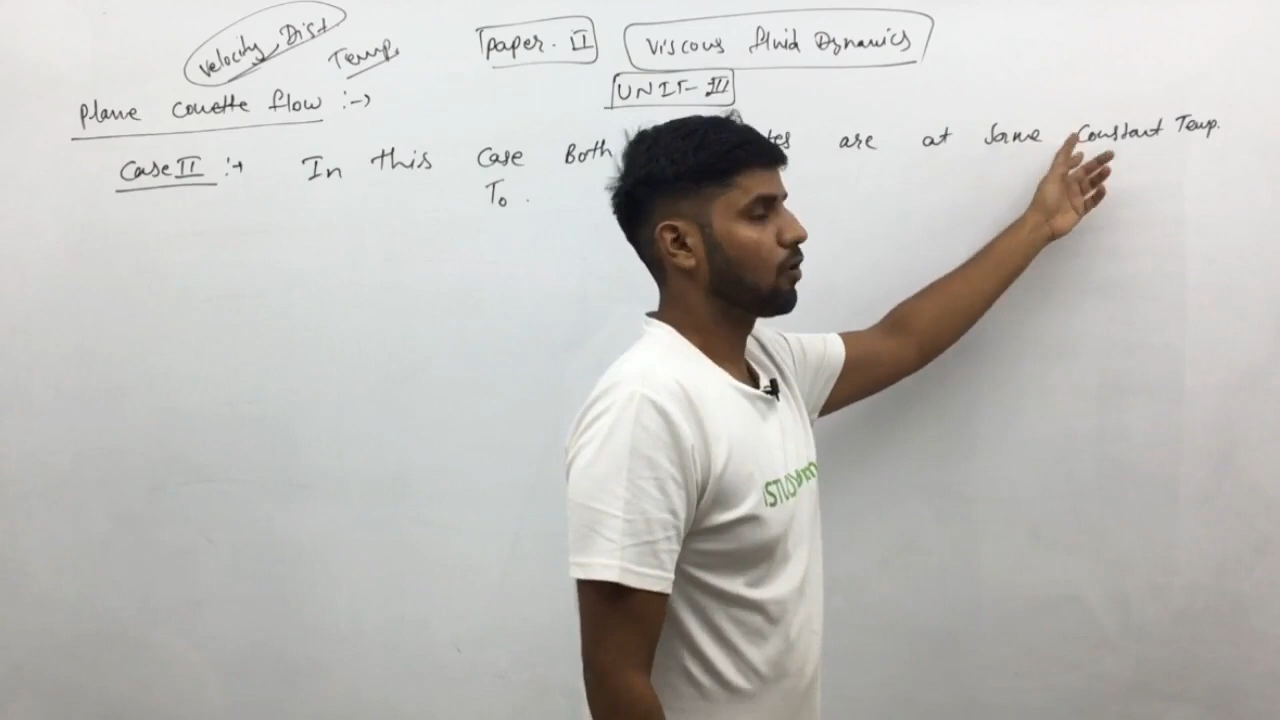 Velocity Dist.
Temp.
Paper. II
Viscous fluid Dynamics
UNIT-III
Plane couette flow :→
Case II :→ In this Case Both tes are at Same Constant Temp.
T₀.